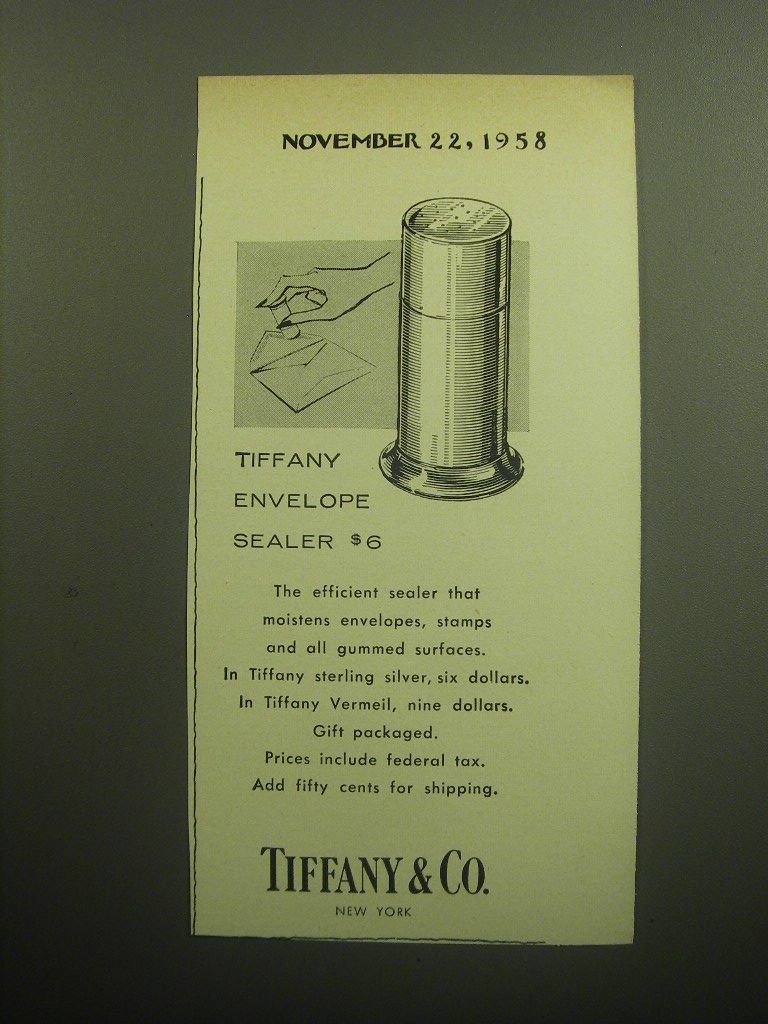 NOVEMBER 22, 1958
TIFFANY
ENVELOPE
SEALER $6
The efficient sealer that
moistens envelopes, stamps
and all gummed surfaces.
In Tiffany sterling silver, six dollars.
In Tiffany Vermeil, nine dollars.
Gift packaged.
Prices include federal tax.
Add fifty cents for shipping.
TIFFANY & CO.
NEW YORK